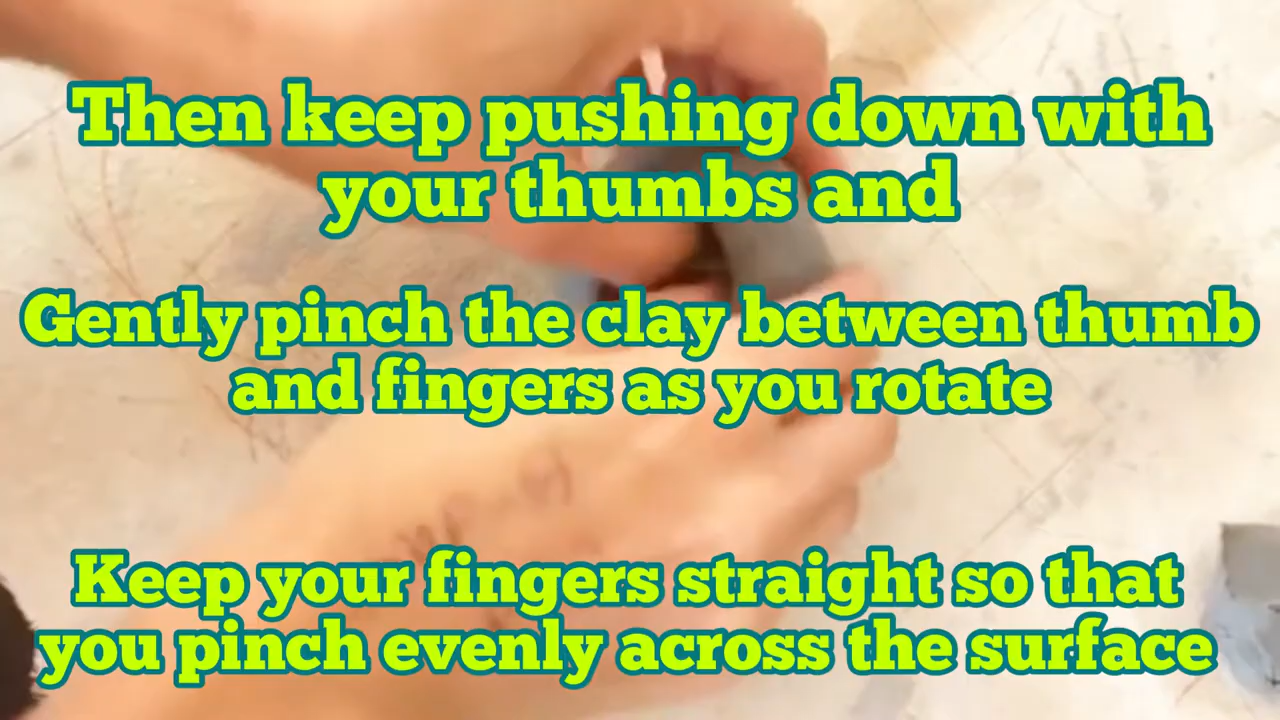 Then keep pushing down with
your thumbs and
Gently pinch the clay between thumb
and fingers as you rotate
Keep your fingers straight so that
you pinch evenly across the surface